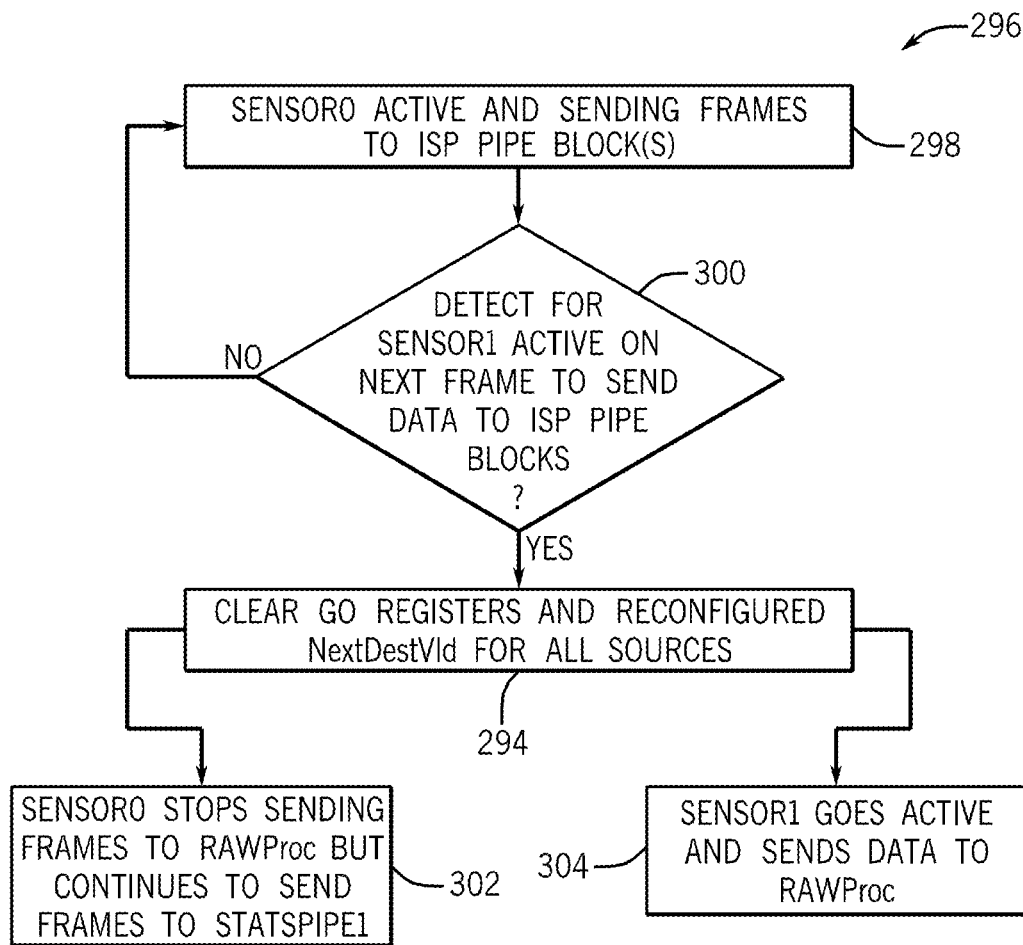 296
SENSOR0 ACTIVE AND SENDING FRAMES
TO ISP PIPE BLOCK(S)
298
300
DETECT FOR
SENSOR1 ACTIVE ON
NEXT FRAME TO SEND
DATA TO ISP PIPE
BLOCKS
?
NO
YES
CLEAR GO REGISTERS AND RECONFIGURED
NextDestVld FOR ALL SOURCES
294
SENSOR0 STOPS SENDING
FRAMES TO RAWProc BUT
CONTINUES TO SEND
FRAMES TO STATSPIPE1
302
304
SENSOR1 GOES ACTIVE
AND SENDS DATA TO
RAWProc